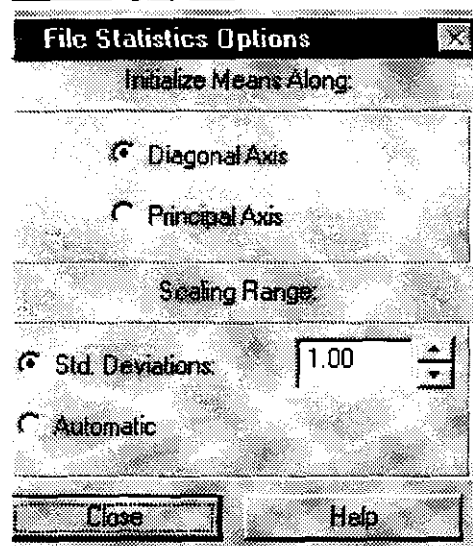 File Statistics Options
Initialize Means Along:
Diagonal Axis
Principal Axis
Scaling Range:
Std. Deviations: 1.00
Automatic
Close Help